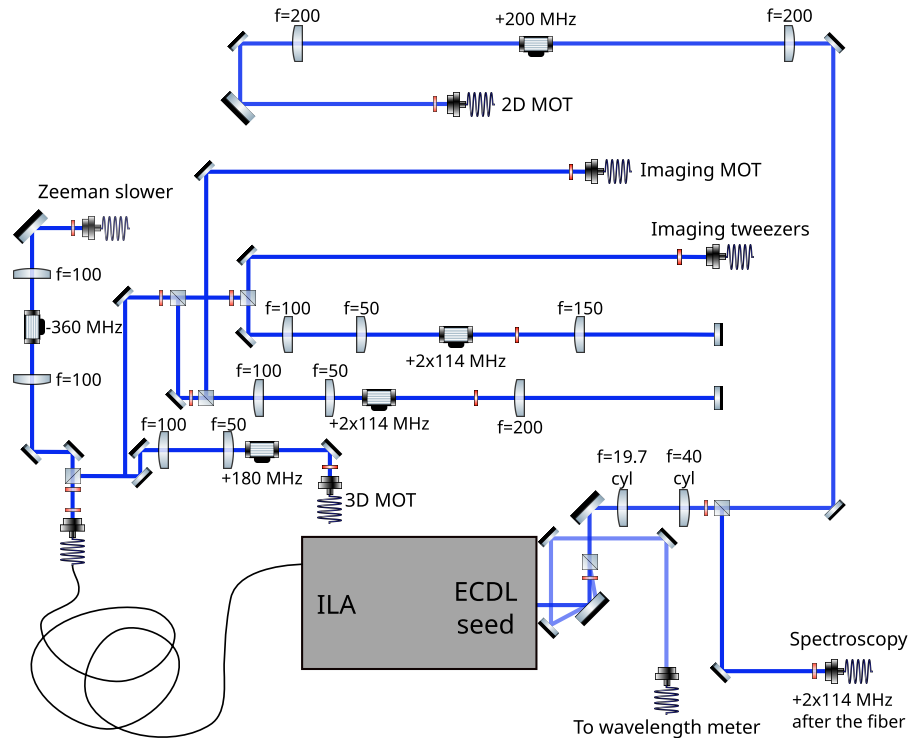 f=200
+200 MHz
f=200
2D MOT
Imaging MOT
Zeeman slower
Imaging tweezers
f=100
f=100
f=50
f=150
-360 MHz
+2x114 MHz
f=100
f=100
f=50
+2x114 MHz
f=200
f=100
f=50
+180 MHz
3D MOT
f=19.7
cyl
f=40
cyl
ILA
ECDL
seed
Spectroscopy
+2x114 MHz
after the fiber
To wavelength meter